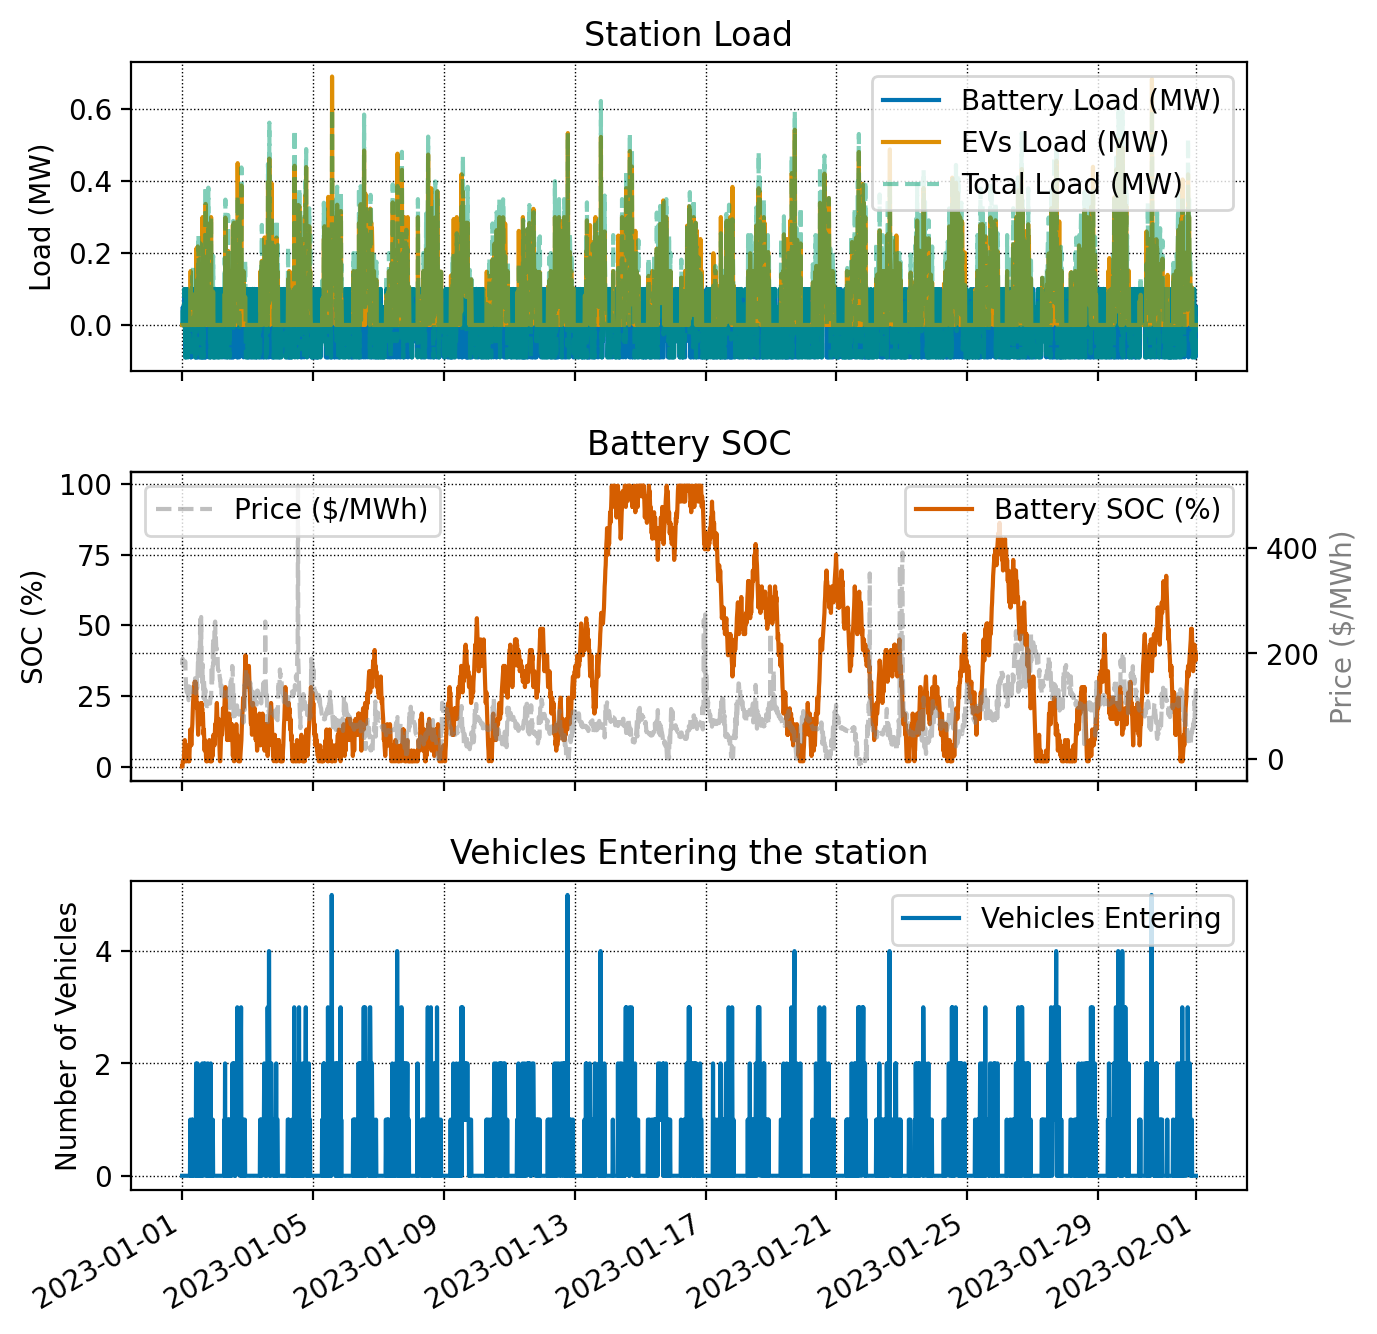 Station Load
Load (MW)
0.6
0.4
0.2
0.0
Battery Load (MW)
EVs Load (MW)
Total Load (MW)
Battery SOC
SOC (%)
100
75
50
25
0
Price ($/MWh)
Battery SOC (%)
400
200
0
Price ($/MWh)
Vehicles Entering the station
Number of Vehicles
4
2
0
Vehicles Entering
2023-01-01
2023-01-05
2023-01-09
2023-01-13
2023-01-17
2023-01-21
2023-01-25
2023-01-29
2023-02-01